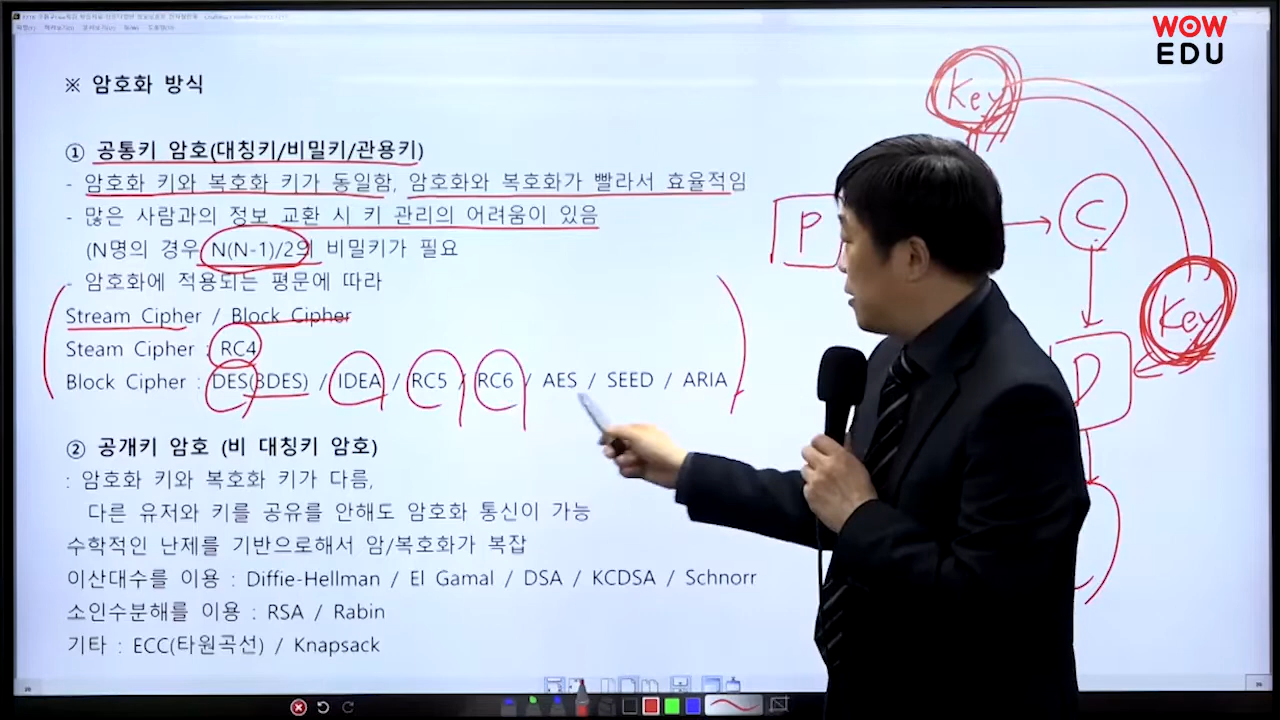 WOW
EDU
※ 암호화 방식
① 공통키 암호(대칭키/비밀키/관용키)
- 암호화 키와 복호화 키가 동일함, 암호화와 복호화가 빨라서 효율적임
- 많은 사람과의 정보 교환 시 키 관리의 어려움이 있음
(N명의 경우 N(N-1)/2의 비밀키가 필요
- 암호화에 적용되는 평문에 따라
Stream Cipher / Block Cipher
Steam Cipher : RC4
Block Cipher : DES(3DES) / IDEA / RC5 / RC6 / AES / SEED / ARIA
② 공개키 암호 (비 대칭키 암호)
: 암호화 키와 복호화 키가 다름,
다른 유저와 키를 공유를 안해도 암호화 통신이 가능
수학적인 난제를 기반으로해서 암/복호화가 복잡
이산대수를 이용 : Diffie-Hellman / El Gamal / DSA / KCDSA / Schnorr
소인수분해를 이용 : RSA / Rabin
기타 : ECC(타원곡선) / Knapsack
Key
P
C
Key
D